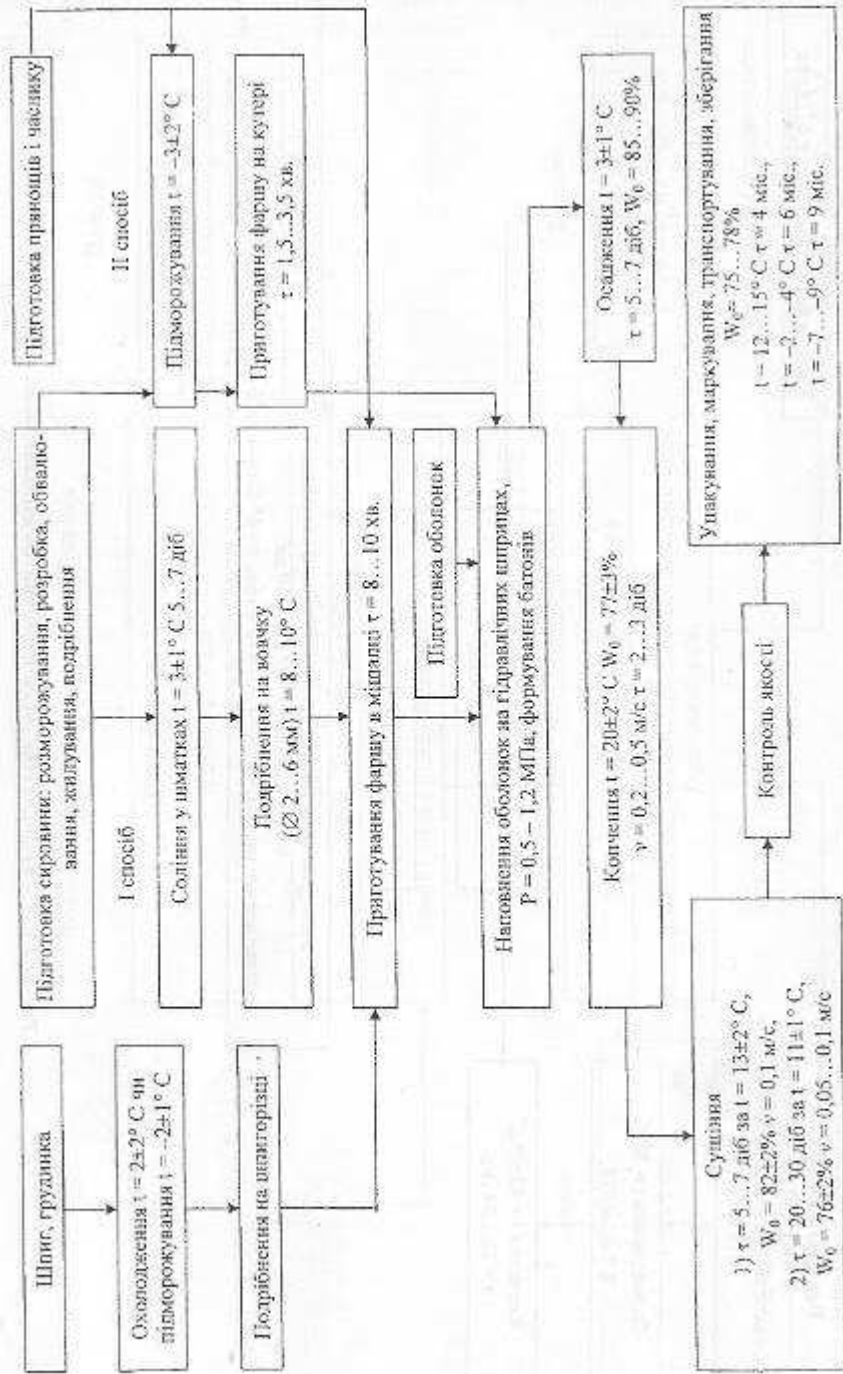 Шпиг, грудинка
Охолодження t = 2±2° С чи
підморожування t = –2±1° С
Подрібнення на шпигорізці
Підготовка сировини: розморожування, розробка, обвалю-
вання, жилування, подрібнення
І спосіб
Соління у шматках t = 3±1° С 5...7 діб
Подрібнення на вовчку
(∅ 2...6 мм) t = 8...10° С
Приготування фаршу в мішалці τ = 8...10 хв.
Підготовка прянощів і часнику
ІІ спосіб
Підморожування t = –3±2° С
Приготування фаршу на кутері
τ = 1,5...3,5 хв.
Підготовка оболонок
Наповнення оболонок на гідравлічних шприцах,
Р = 0,5 – 1,2 МПа, формування батонів
Осадження t = 3±1° С
τ = 5...7 діб, W₀ = 85...90%
Копчення t = 20±2° С W₀ = 77±3%
v = 0,2...0,5 м/с τ = 2...3 діб
Сушіння
1) τ = 5...7 діб за t = 13±2° С,
W₀ = 82±2% v = 0,1 м/с,
2) τ = 20...30 діб за t = 11±1° С,
W₀ = 76±2% v = 0,05...0,1 м/с
Контроль якості
Упакування, маркування, транспортування, зберігання
W₀ = 75...78%
t = 12...15° С τ = 4 міс.,
t = –2...–4° С τ = 6 міс.,
t = –7...–9° С τ = 9 міс.